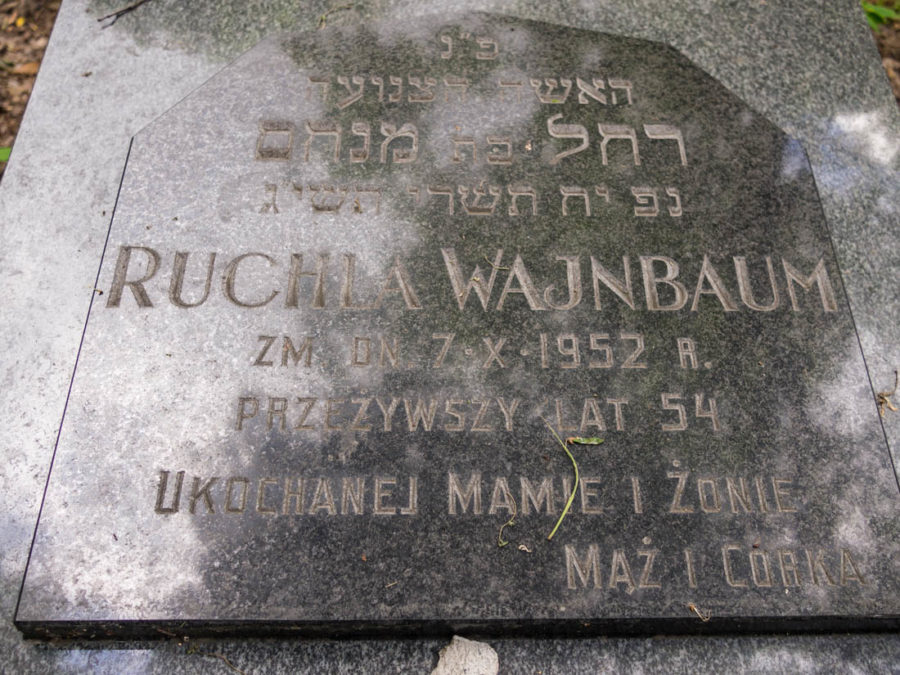 פ״נ
האשה הצנועה
רחל בת מנחם
נפ יח תשרי תשי״ג
RUCHLA WAJNBAUM
ZM. DN. 7·X·1952 R.
PRZEŻYWSZY LAT 54
UKOCHANEJ MAMIE I ŻONIE
MĄŻ I CÓRKA